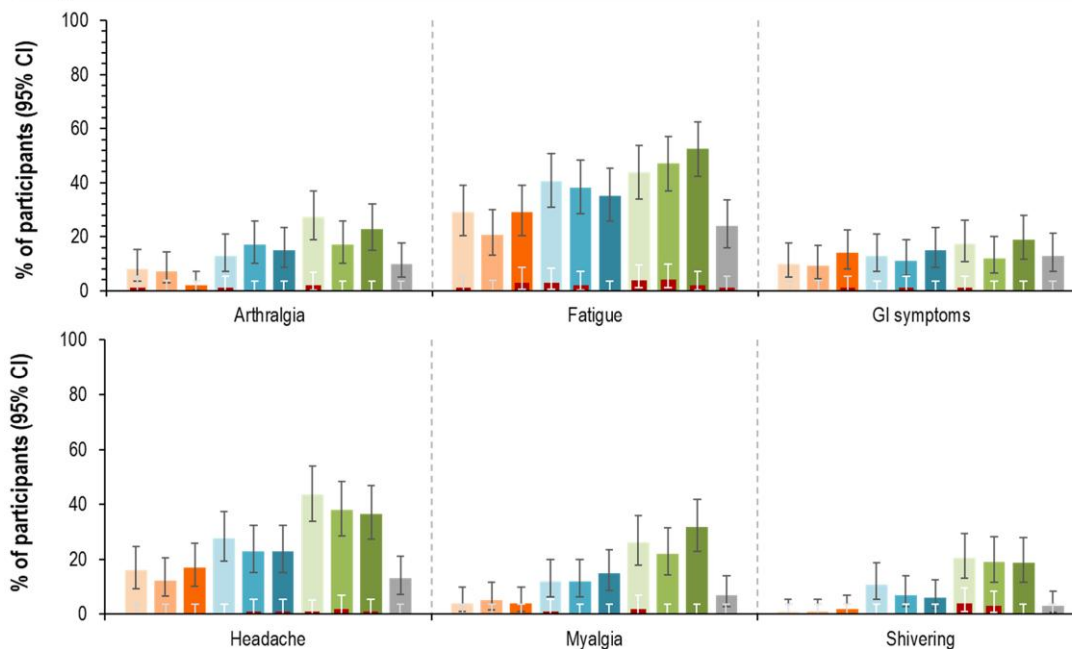 % of participants (95% CI)
100
80
60
40
20
0
Arthralgia
Fatigue
GI symptoms
% of participants (95% CI)
100
80
60
40
20
0
Headache
Myalgia
Shivering